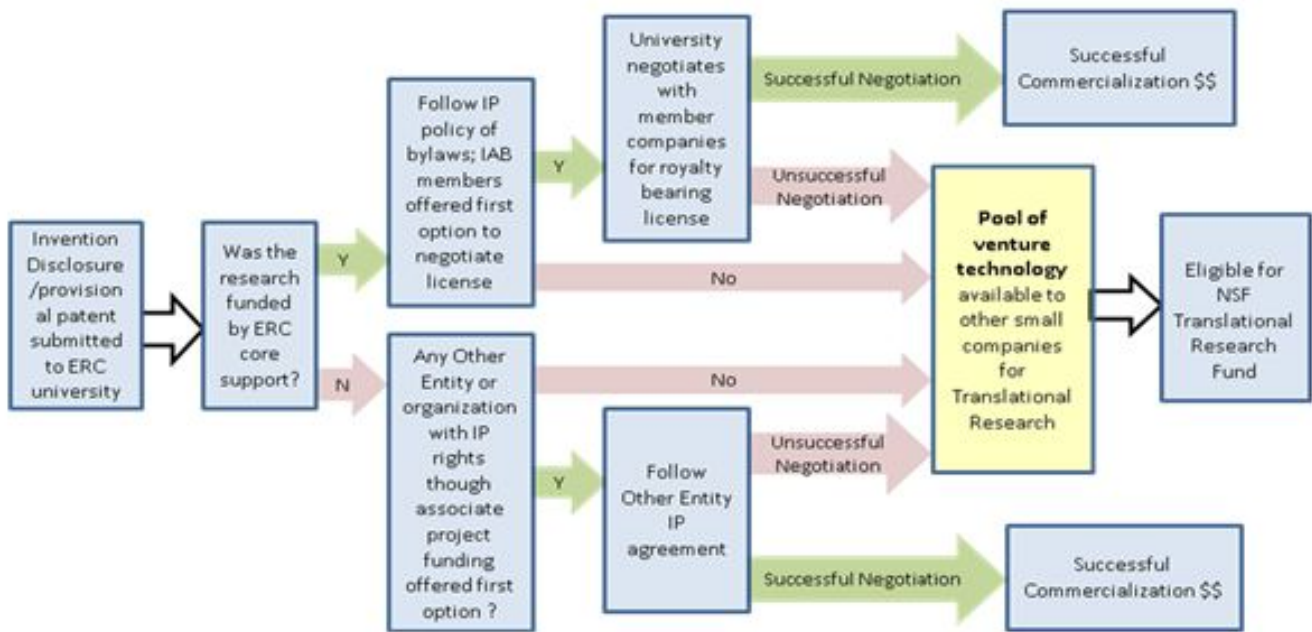 Invention
Disclosure
/provision
al patent
submitted
to ERC
university
Was the
research
funded
by ERC
core
support?
Y
N
Follow IP
policy of
bylaws; IAB
members
offered first
option to
negotiate
license
Y
University
negotiates
with
member
companies
for royalty
bearing
license
Successful Negotiation
Successful
Commercialization $$
Unsuccessful
Negotiation
No
Any Other
Entity or
organization
with IP
rights though
associate
project
funding
offered first
option ?
No
Y
Follow
Other Entity
IP
agreement
Unsuccessful
Negotiation
Successful Negotiation
Successful
Commercialization $$
Pool of
venture
technology
available to
other small
companies
for
Translational
Research
Eligible for
NSF
Translational
Research
Fund